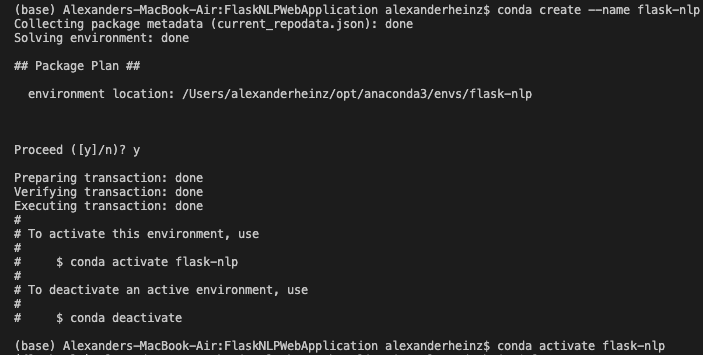 (base) Alexanders-MacBook-Air:FlaskNLPWebApplication alexanderheinz$ conda create --name flask-nlp
Collecting package metadata (current_repodata.json): done
Solving environment: done
## Package Plan ##
environment location: /Users/alexanderheinz/opt/anaconda3/envs/flask-nlp
Proceed ([y]/n)? y
Preparing transaction: done
Verifying transaction: done
Executing transaction: done
#
# To activate this environment, use
#
#     $ conda activate flask-nlp
#
# To deactivate an active environment, use
#
#     $ conda deactivate
(base) Alexanders-MacBook-Air:FlaskNLPWebApplication alexanderheinz$ conda activate flask-nlp